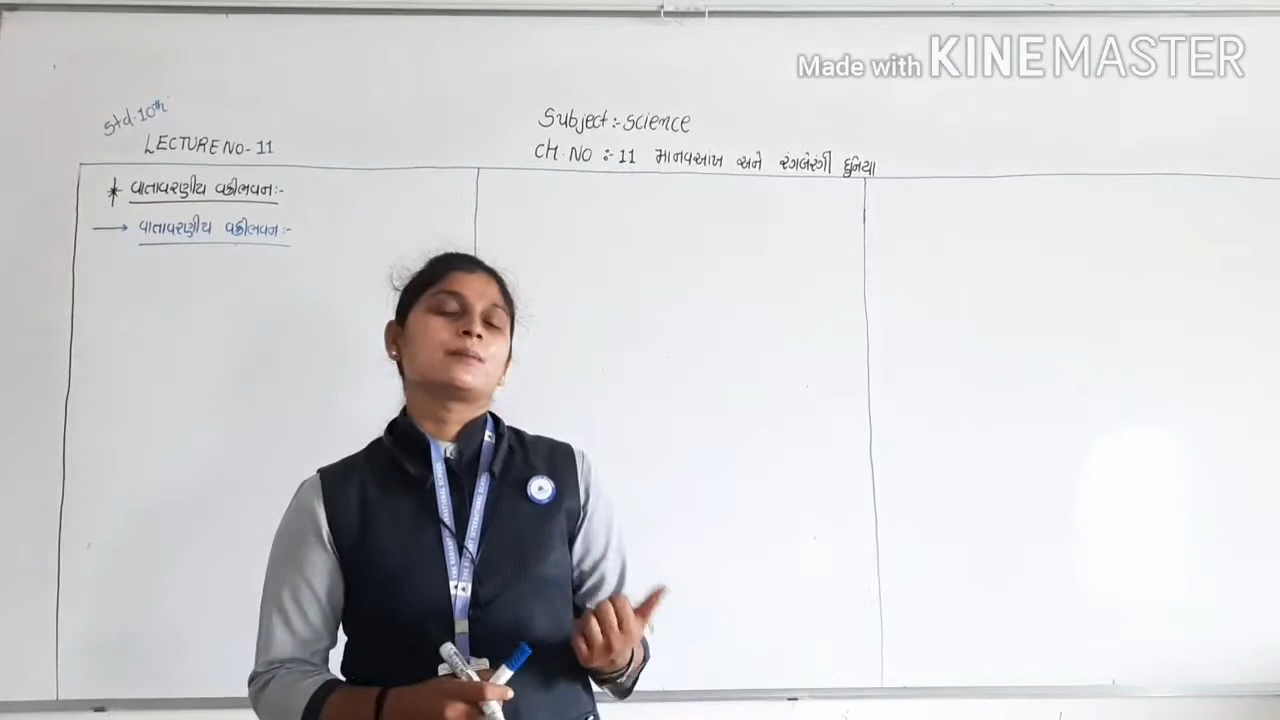 Made with KINEMASTER
Std.10th
LECTURE NO-11
Subject:-Science
CH.NO:-11 માનવઆંખ અને રંગબેરંગી દુનિયા
* વાતાવરણીય વક્રીભવન:-
→ વાતાવરણીય વક્રીભવન:-